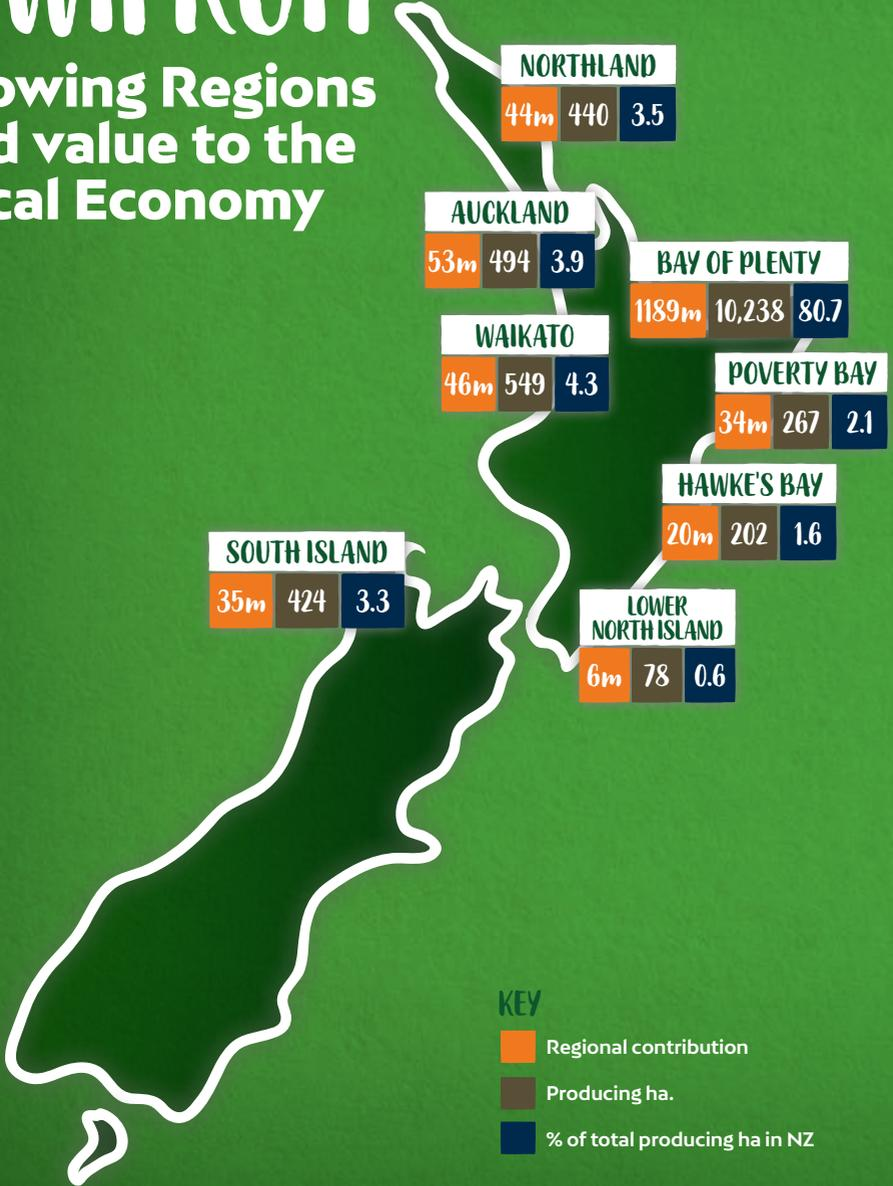 owing Regions
d value to the
cal Economy
NORTHLAND
44m 440 3.5
AUCKLAND
53m 494 3.9
BAY OF PLENTY
1189m 10,238 80.7
WAIKATO
46m 549 4.3
POVERTY BAY
34m 267 2.1
HAWKE'S BAY
20m 202 1.6
SOUTH ISLAND
35m 424 3.3
LOWER
NORTH ISLAND
6m 78 0.6
KEY
Regional contribution
Producing ha.
% of total producing ha in NZ